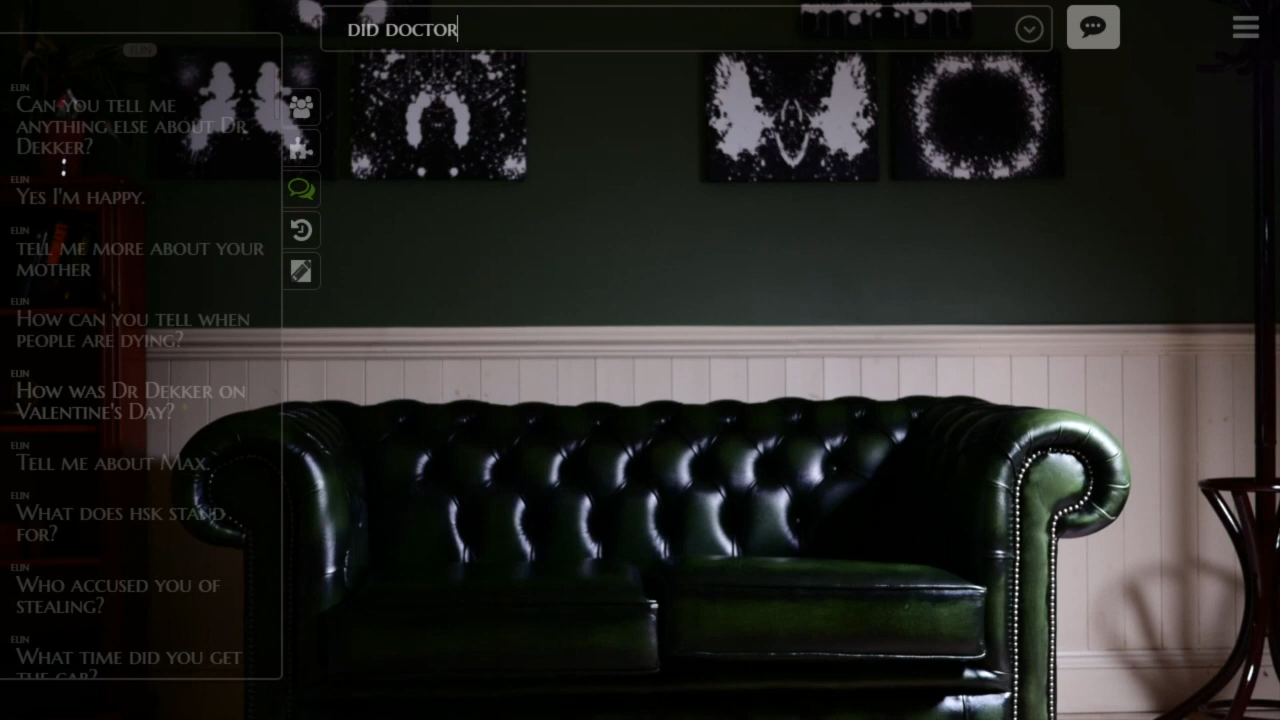 DID DOCTOR
ELIN
ELIN
CAN YOU TELL ME
ANYTHING ELSE ABOUT DR
DEKKER?
ELIN
YES I'M HAPPY.
ELIN
TELL ME MORE ABOUT YOUR
MOTHER
ELIN
HOW CAN YOU TELL WHEN
PEOPLE ARE DYING?
ELIN
HOW WAS DR DEKKER ON
VALENTINE'S DAY?
ELIN
TELL ME ABOUT MAX.
ELIN
WHAT DOES HSK STAND
FOR?
ELIN
WHO ACCUSED YOU OF
STEALING?
ELIN
WHAT TIME DID YOU GET
THE CAB?